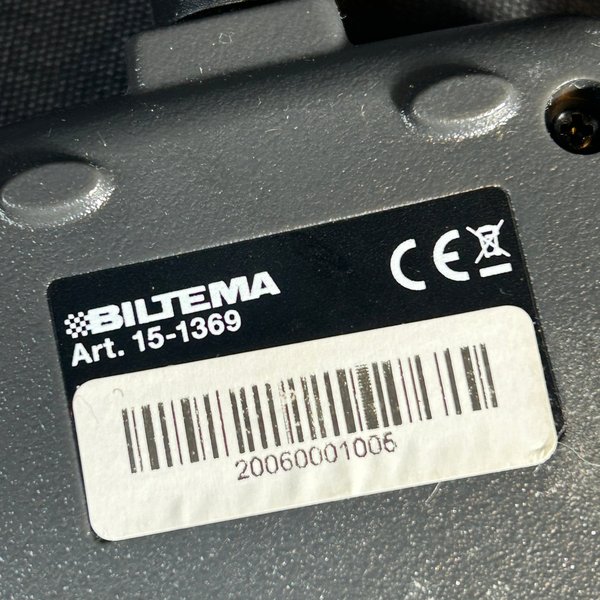 BILTEMA
Art. 15-1369
CE
20060001006